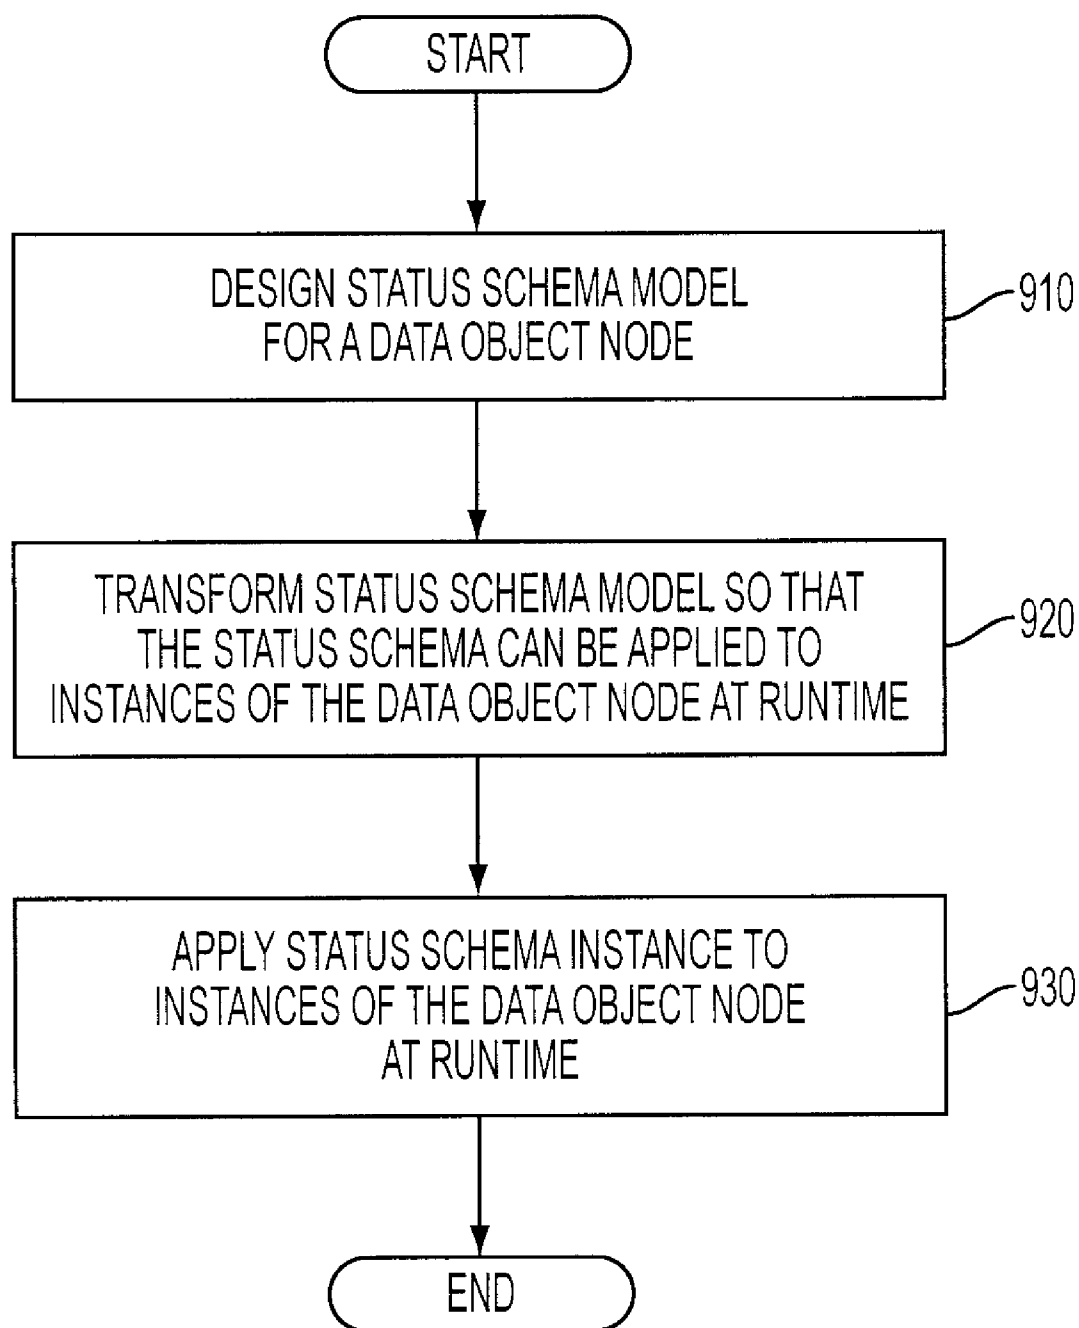 START
DESIGN STATUS SCHEMA MODEL
FOR A DATA OBJECT NODE
910
TRANSFORM STATUS SCHEMA MODEL SO THAT
THE STATUS SCHEMA CAN BE APPLIED TO
INSTANCES OF THE DATA OBJECT NODE AT RUNTIME
920
APPLY STATUS SCHEMA INSTANCE TO
INSTANCES OF THE DATA OBJECT NODE
AT RUNTIME
930
END